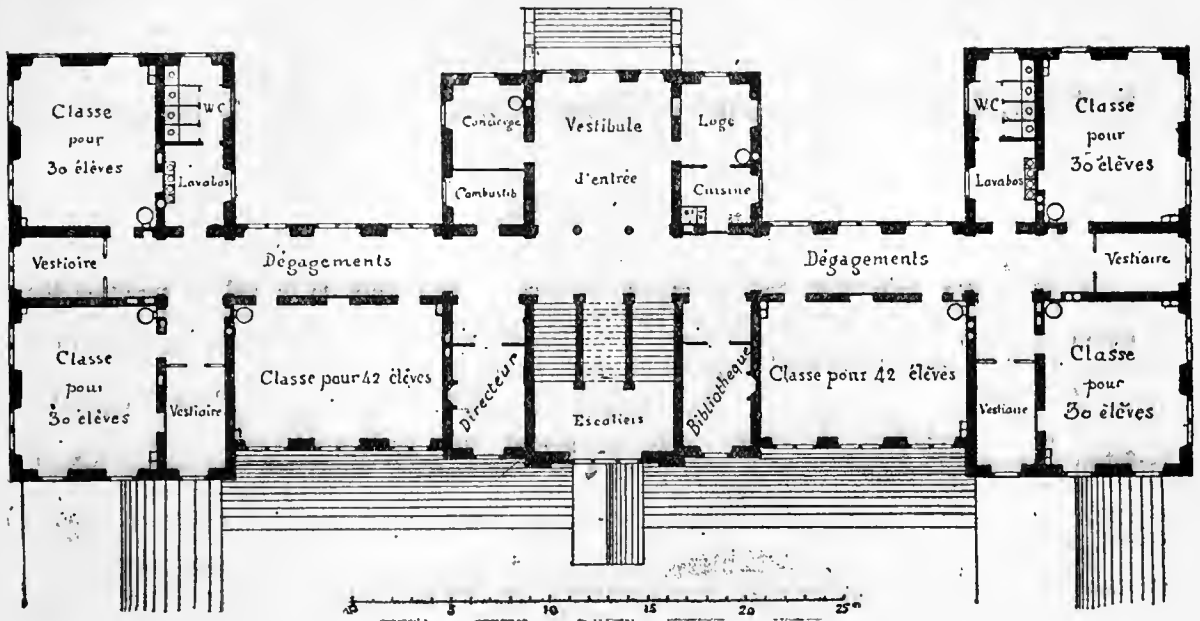 Classe
pour
30 élèves
WC
Lavabos
Concierge
Combustib
Vestibule
d'entrée
Loge
Cuisine
WC
Lavabos
Classe
pour
30 élèves
Vestiaire
Dégagements
Dégagements
Vestiaire
Classe
pour
30 élèves
Vestiaire
Classe pour 42 élèves
Directeur
Escaliers
Bibliothèque
Classe pour 42 élèves
Vestiaire
Classe
pour
30 élèves
0 5 10 15 20 25